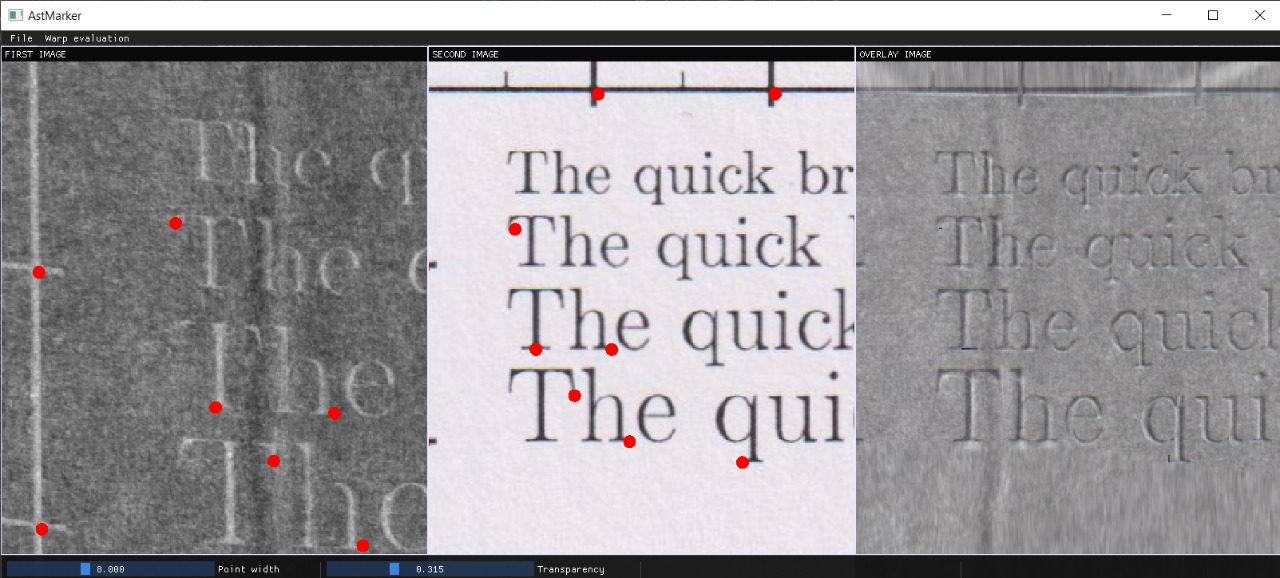 AstMarker
File Warp evaluation
FIRST IMAGE
The q
The
The
The
SECOND IMAGE
The quick br
The quick
The quick
The qui
OVERLAY IMAGE
The quick br
The quick
The quick
The qui
8.000 Point width 0.315 Transparency